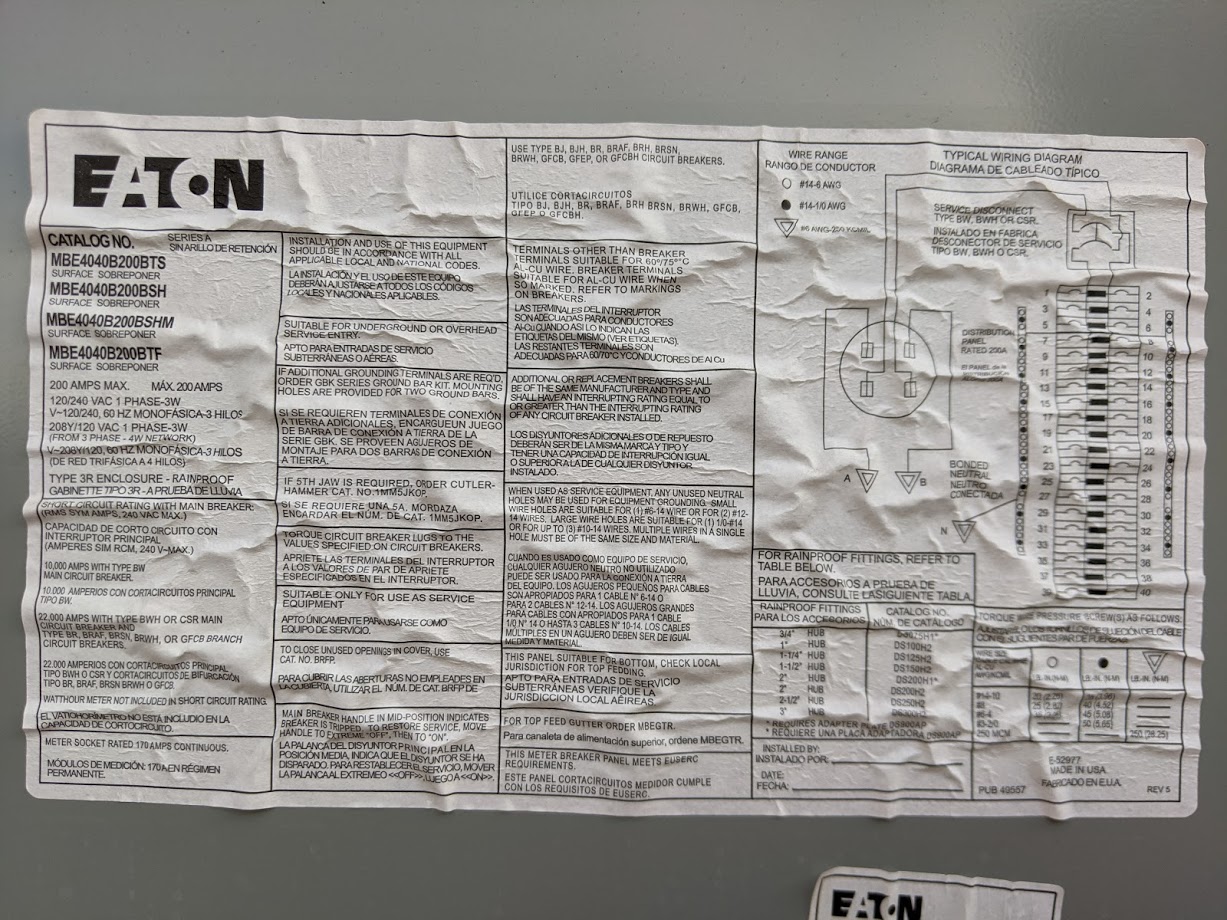 EATON
CATALOG NO.
SERIES A
SIN ARILLO DE RETENCIÓN
MBE4040B200BTS
SURFACE SOBREPONER
MBE4040B200BSH
SURFACE SOBREPONER
MBE4040B200BSHM
SURFACE SOBREPONER
MBE4040B200BTF
SURFACE SOBREPONER
200 AMPS MAX. MÁX. 200 AMPS
120/240 VAC 1 PHASE-3W
V~120/240, 60 HZ MONOFÁSICA-3 HILOS
208Y/120 VAC 1 PHASE-3W
(FROM 3 PHASE - 4W NETWORK)
V~208Y/120, 60 HZ MONOFÁSICA-3 HILOS
(DE RED TRIFÁSICA A 4 HILOS)
TYPE 3R ENCLOSURE - RAINPROOF
GABINETTE TIPO 3R - A PRUEBA DE LLUVIA
SHORT CIRCUIT RATING WITH MAIN BREAKER:
(RMS SYM AMPS, 240 VAC MAX.)
CAPACIDAD DE CORTO CIRCUITO CON
INTERRUPTOR PRINCIPAL
(AMPERES SIM RCM, 240 V~MAX.)
10,000 AMPS WITH TYPE BW
MAIN CIRCUIT BREAKER.
10.000 AMPERIOS CON CORTACIRCUITOS PRINCIPAL
TIPO BW.
22,000 AMPS WITH TYPE BWH OR CSR MAIN
CIRCUIT BREAKER AND
TYPE BR, BRAF, BRSN, BRWH, OR GFCB BRANCH
CIRCUIT BREAKERS.
22.000 AMPERIOS CON CORTACIRCUITOS PRINCIPAL
TIPO BWH O CSR Y CORTACIRCUITOS DE BIFURCACIÓN
TIPO BR, BRAF, BRSN, BRWH O GFCB.
WATTHOUR METER NOT INCLUDED IN SHORT CIRCUIT RATING.
EL VATIOHORÍMETRO NO ESTÁ INCLUIDO EN LA
CAPACIDAD DE CORTOCIRCUITO.
METER SOCKET RATED 170 AMPS CONTINUOUS.
MÓDULOS DE MEDICIÓN: 170 A EN RÉGIMEN
PERMANENTE.
INSTALLATION AND USE OF THIS EQUIPMENT
SHOULD BE IN ACCORDANCE WITH ALL
APPLICABLE LOCAL AND NATIONAL CODES.
LA INSTALACIÓN Y EL USO DE ESTE EQUIPO
DEBERÁN AJUSTARSE A TODOS LOS CÓDIGOS
LOCALES Y NACIONALES APLICABLES.
SUITABLE FOR UNDERGROUND OR OVERHEAD
SERVICE ENTRY.
APTO PARA ENTRADAS DE SERVICIO
SUBTERRÁNEAS O AÉREAS.
IF ADDITIONAL GROUNDING TERMINALS ARE REQ'D,
ORDER GBK SERIES GROUND BAR KIT. MOUNTING
HOLES ARE PROVIDED FOR TWO GROUND BARS.
SI SE REQUIEREN TERMINALES DE CONEXIÓN
A TIERRA ADICIONALES, ENCARGUE UN JUEGO
DE BARRA DE CONEXIÓN A TIERRA DE LA
SERIE GBK. SE PROVEEN AGUJEROS DE
MONTAJE PARA DOS BARRAS DE CONEXIÓN
A TIERRA.
IF 5TH JAW IS REQUIRED, ORDER CUTLER-
HAMMER CAT. NO. 1MM5JKOP.
SI SE REQUIERE UNA 5A. MORDAZA
ENCARDAR EL NÚM. DE CAT. 1MM5JKOP.
TORQUE CIRCUIT BREAKER LUGS TO THE
VALUES SPECIFIED ON CIRCUIT BREAKERS.
APRIETE LAS TERMINALES DEL INTERRUPTOR
A LOS VALORES DE PAR DE APRIETE
ESPECIFICADOS EN EL INTERRUPTOR.
SUITABLE ONLY FOR USE AS SERVICE
EQUIPMENT
APTO ÚNICAMENTE PARA USARSE COMO
EQUIPO DE SERVICIO.
TO CLOSE UNUSED OPENINGS IN COVER, USE
CAT. NO. BRFP.
PARA CUBRIR LAS ABERTURAS NO EMPLEADES EN
LA CUBIERTA, UTILIZAR EL NÚM. DE CAT. BRFP DE
MAIN BREAKER HANDLE IN MID-POSITION INDICATES
BREAKER IS TRIPPED. TO RESTORE SERVICE, MOVE
HANDLE TO EXTREME "OFF", THEN TO "ON".
LA PALANCA DEL DISYUNTOR PRINCIPAL EN LA
POSICIÓN MEDIA, INDICA QUE EL DISYUNTOR SE HA
DISPARADO. PARA RESTABLECER EL SERVICIO, MOVER
LA PALANCA AL EXTREMO <<OFF>>, LUEGO A <<ON>>.
USE TYPE BJ, BJH, BR, BRAF, BRH, BRSN,
BRWH, GFCB, GFEP, OR GFCBH CIRCUIT BREAKERS.
UTILICE CORTACIRCUITOS
TIPO BJ, BJH, BR, BRAF, BRH BRSN, BRWH, GFCB,
GFEP O GFCBH.
TERMINALS OTHER THAN BREAKER
TERMINALS SUITABLE FOR 60°/75°C
AL-CU WIRE. BREAKER TERMINALS
SUITABLE FOR AL-CU WIRE WHEN
SO MARKED. REFER TO MARKINGS
ON BREAKERS.
LAS TERMINALES DEL INTERRUPTOR
SON ADECUADAS PARA CONDUCTORES
Al-Cu CUANDO ASI LO INDICAN LAS
ETIQUETAS DEL MISMO (VER ETIQUETAS).
LAS RESTANTES TERMINALES SON
ADECUADAS PARA 60/70°C Y CONDUCTORES DE Al Cu
ADDITIONAL OR REPLACEMENT BREAKERS SHALL
BE OF THE SAME MANUFACTURER AND TYPE AND
SHALL HAVE AN INTERRUPTING RATING EQUAL TO
OR GREATER THAN THE INTERRUPTING RATING
OF ANY CIRCUIT BREAKER INSTALLED.
LOS DISYUNTORES ADICIONALES O DE REPUESTO
DEBERÁN SER DE LA MISMA MARCA Y TIPO Y
TENER UNA CAPACIDAD DE INTERRUPCIÓN IGUAL
O SUPERIOR A LA DE CUALQUIER DISYUNTOR
INSTALADO.
WHEN USED AS SERVICE EQUIPMENT. ANY UNUSED NEUTRAL
HOLES MAY BE USED FOR EQUIPMENT GROUNDING. SMALL
WIRE HOLES ARE SUITABLE FOR (1) #6-14 WIRE OR FOR (2) #12-
14 WIRES. LARGE WIRE HOLES ARE SUITABLE FOR (1) 1/0-#14
OR FOR UP TO (3) #10-14 WIRES. MULTIPLE WIRES IN A SINGLE
HOLE MUST BE OF THE SAME SIZE AND MATERIAL.
CUANDO ES USADO COMO EQUIPO DE SERVICIO,
CUALQUIER AGUJERO NEUTRO NO UTILIZADO
PUEDE SER USADO PARA LA CONEXIÓN A TIERRA
DEL EQUIPO. LOS AGUJEROS PEQUEÑOS PARA CABLES
SON APROPIADOS PARA 1 CABLE Nº 6-14 O
PARA 2 CABLES Nº 12-14. LOS AGUJEROS GRANDES
PARA CABLES CON APROPIADOS PARA 1 CABLE
1/0 Nº 14 O HASTA 3 CABLES Nº 10-14. LOS CABLES
MÚLTIPLES EN UN AGUJERO DEBEN SER DE IGUAL
MEDIDA Y MATERIAL.
THIS PANEL SUITABLE FOR BOTTOM, CHECK LOCAL
JURISDICTION FOR TOP FEEDING.
APTO PARA ENTRADAS DE SERVICIO
SUBTERRÁNEAS VERIFIQUE LA
JURISDICCION LOCAL AÉIREAS.
FOR TOP FEED GUTTER ORDER MBEGTR.
Para canaleta de alimentación superior, ordene MBEGTR.
THIS METER BREAKER PANEL MEETS EUSERC
REQUIREMENTS.
ESTE PANEL CORTACIRCUITOS MEDIDOR CUMPLE
CON LOS REQUISITOS DE EUSERC.
WIRE RANGE
RANGO DE CONDUCTOR
#14-6 AWG
#14-1/0 AWG
#6 AWG-250 KCMIL
TYPICAL WIRING DIAGRAM
DIAGRAMA DE CABLEADO TÍPICO
SERVICE DISCONNECT
TYPE BW, BWH OR CSR.
INSTALADO EN FABRICA
DESCONECTOR DE SERVICIO
TIPO BW, BWH O CSR.
DISTRIBUTION
PANEL
RATED 200A
A
B
BONDED
NEUTRAL
NEUTRO
CONECTADA
N
3 2
5 4
7 6
9 10
11 12
13 14
15 16
17 18
19 20
21 22
23 24
25 26
27 28
29 30
31 32
33 34
35
37 38
39 40
FOR RAINPROOF FITTINGS, REFER TO
TABLE BELOW.
PARA ACCESORIOS A PRUEBA DE
LLUVIA, CONSULTE LA SIGUIENTE TABLA.
RAINPROOF FITTINGS CATALOG NO.
PARA LOS ACCESORIOS NÚM. DE CATÁLOGO
3/4" HUB DS075H1*
1" HUB DS100H2
1-1/4" HUB DS125H2
1-1/2" HUB DS150H2
2" HUB DS200H1*
2" HUB DS200H2
2-1/2" HUB DS250H2
3" HUB DS300H2
* REQUIRES ADAPTER PLATE DS900AP
* REQUIERE UNA PLACA ADAPTADORA DS900AP
INSTALLED BY:
INSTALADO POR:
DATE:
FECHA:
TORQUE PRESSURE SCREW(S) AS FOLLOWS:
WIRE SIZE
LB.-IN. (N-M) LB.-IN. (N-M) LB.-IN. (N-M)
#14-10
#8
#6-4 45 (5.08)
#3-2/0 50 (5.65)
250 MCM 250 (28.25)
E-52977
MADE IN USA
FABRICADO EN E.U.A.
PUB 49557
REV 5
EATON